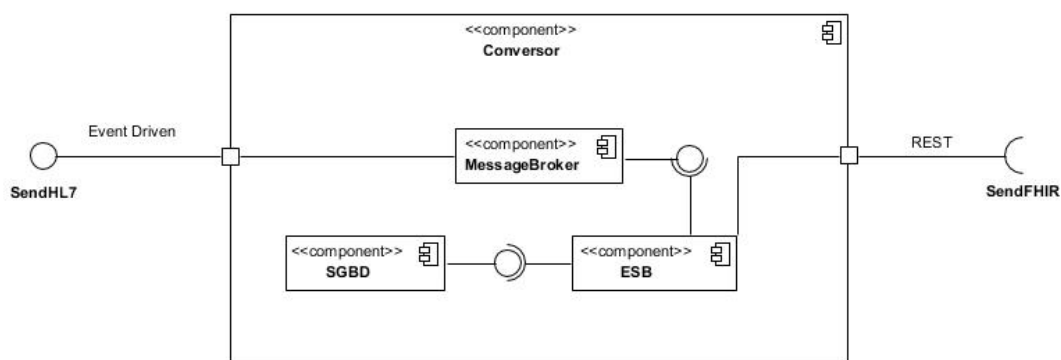 <<component>>
Conversor
Event Driven
SendHL7
<<component>>
MessageBroker
REST
SendFHIR
<<component>>
SGBD
<<component>>
ESB